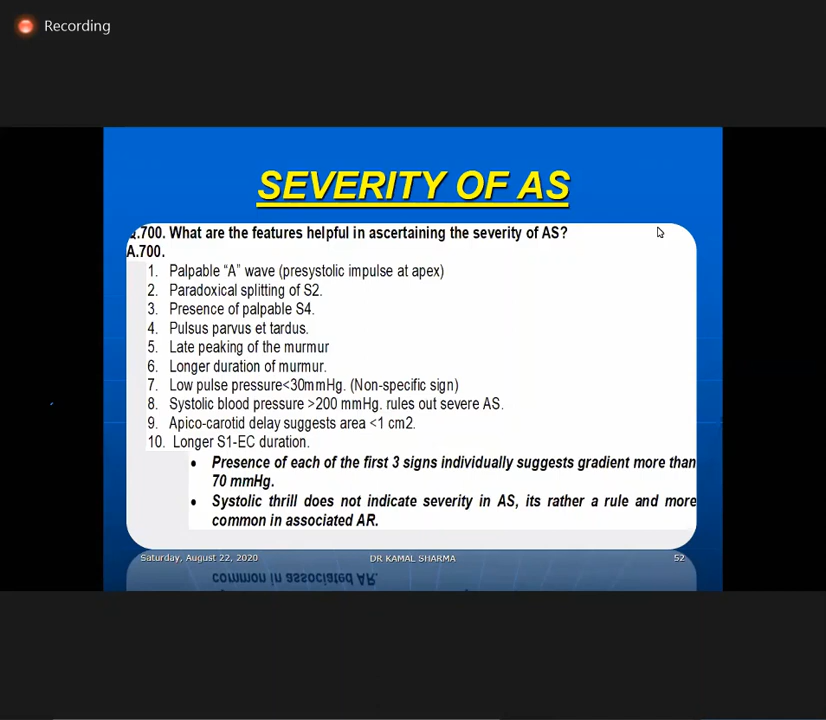 Recording
SEVERITY OF AS
.700. What are the features helpful in ascertaining the severity of AS?
A.700.
1. Palpable “A” wave (presystolic impulse at apex)
2. Paradoxical splitting of S2.
3. Presence of palpable S4.
4. Pulsus parvus et tardus.
5. Late peaking of the murmur
6. Longer duration of murmur.
7. Low pulse pressure<30mmHg. (Non-specific sign)
8. Systolic blood pressure >200 mmHg. rules out severe AS.
9. Apico-carotid delay suggests area <1 cm2.
10. Longer S1-EC duration.
• Presence of each of the first 3 signs individually suggests gradient more than
70 mmHg.
• Systolic thrill does not indicate severity in AS, its rather a rule and more
common in associated AR.
Saturday, August 22, 2020 DR KAMAL SHARMA 52
common in associated AR.